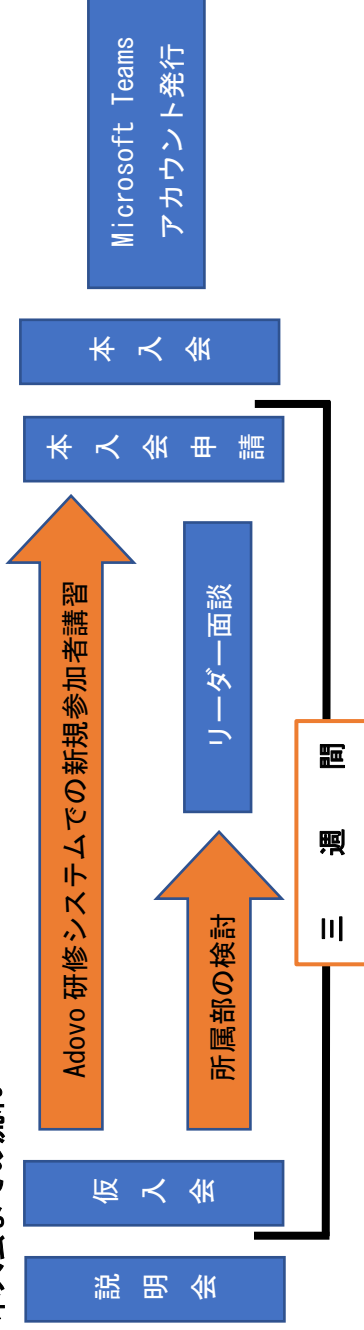 説明会
仮入会
Adovo 研修システムでの新規参加者講習
所属部の検討
リーダー面談
本入会申請
本入会
Microsoft Teams
アカウント発行
三週間